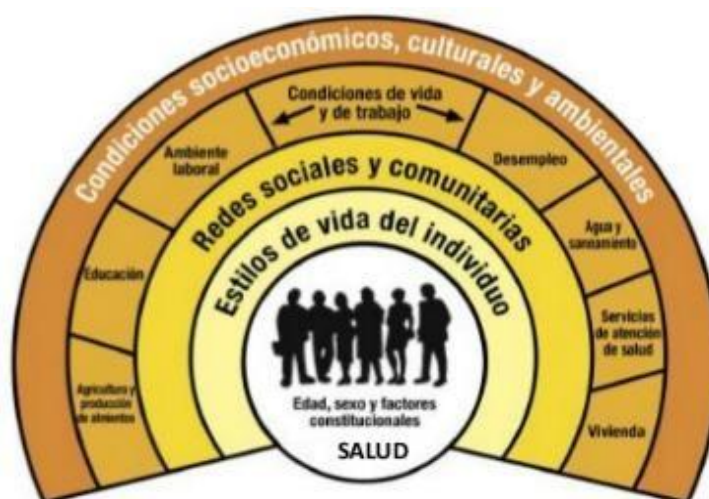 Condiciones socioeconómicos, culturales y ambientales
Condiciones de vida
y de trabajo
Ambiente
laboral
Desempleo
Redes sociales y comunitarias
Agua y
saneamiento
Educación
Estilos de vida del individuo
Servicios
de atención
de salud
Agricultura y
producción
de alimentos
Edad, sexo y factores
constitucionales
Vivienda
SALUD